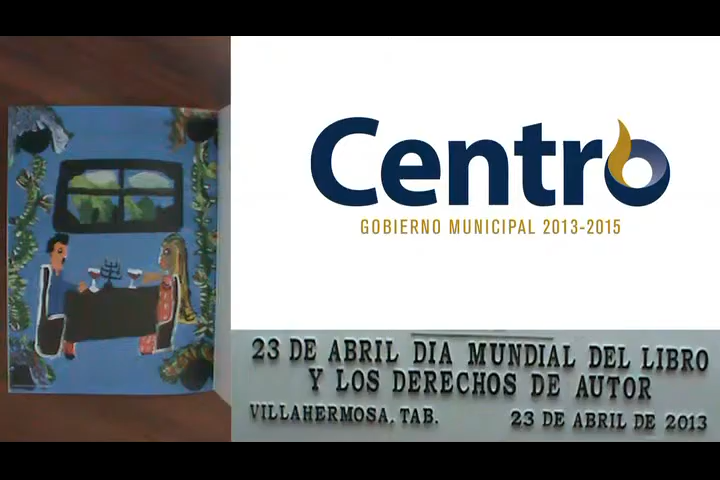 Centro
GOBIERNO MUNICIPAL 2013-2015
23 DE ABRIL DIA MUNDIAL DEL LIBRO
Y LOS DERECHOS DE AUTOR
VILLAHERMOSA, TAB. 23 DE ABRIL DE 2013